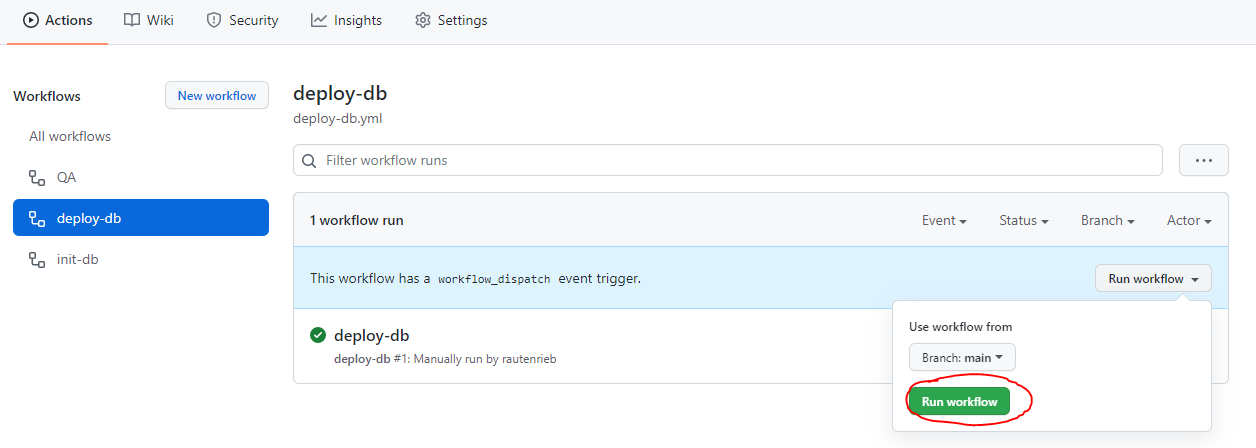 Actions Wiki Security Insights Settings
Workflows
New workflow
All workflows
QA
deploy-db
init-db
deploy-db
deploy-db.yml
Filter workflow runs
1 workflow run
Event Status Branch Actor
This workflow has a workflow_dispatch event trigger.
Run workflow
deploy-db
deploy-db #1: Manually run by rautenrieb
Use workflow from
Branch: main
Run workflow